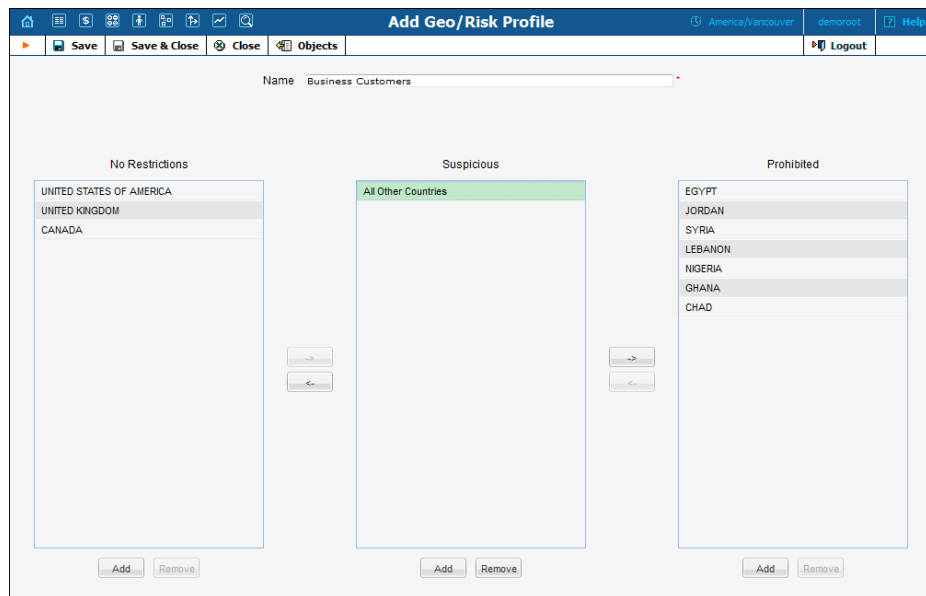 Add Geo/Risk Profile America/Vancouver demoroot ? Help
Save Save & Close Close Objects Logout
Name Business Customers *
No Restrictions
UNITED STATES OF AMERICA
UNITED KINGDOM
CANADA
Add Remove
Suspicious
All Other Countries
Add Remove
Prohibited
EGYPT
JORDAN
SYRIA
LEBANON
NIGERIA
GHANA
CHAD
Add Remove
->
<-
->
<-